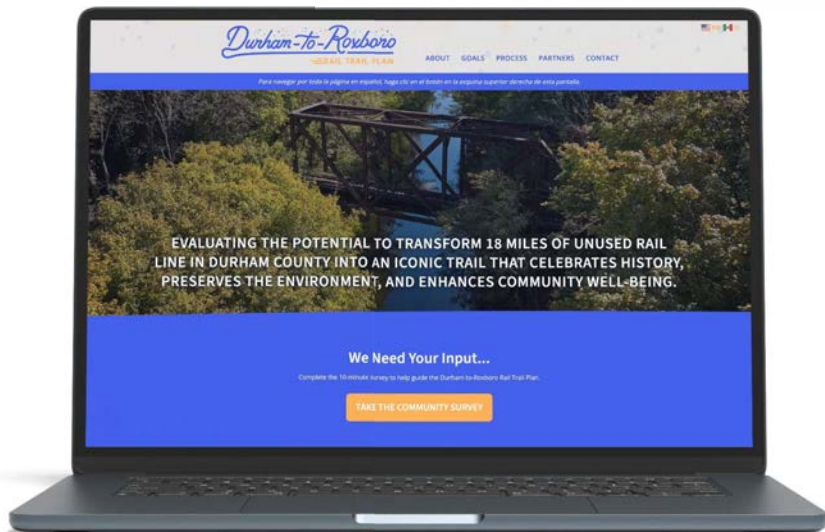 Durham-to-Roxboro
RAIL TRAIL PLAN
ABOUT GOALS PROCESS PARTNERS CONTACT
Para navegar por toda la página en español, haga clic en el botón en la esquina superior derecha de esta pantalla.
EVALUATING THE POTENTIAL TO TRANSFORM 18 MILES OF UNUSED RAIL
LINE IN DURHAM COUNTY INTO AN ICONIC TRAIL THAT CELEBRATES HISTORY,
PRESERVES THE ENVIRONMENT, AND ENHANCES COMMUNITY WELL-BEING.
We Need Your Input...
Complete the 10-minute survey to help guide the Durham-to-Roxboro Rail Trail Plan.
TAKE THE COMMUNITY SURVEY